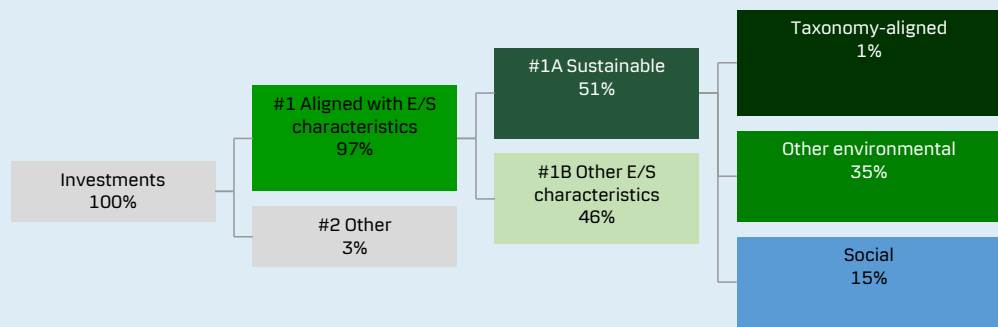 Investments
100%
#1 Aligned with E/S
characteristics
97%
#2 Other
3%
#1A Sustainable
51%
#1B Other E/S
characteristics
46%
Taxonomy-aligned
1%
Other environmental
35%
Social
15%